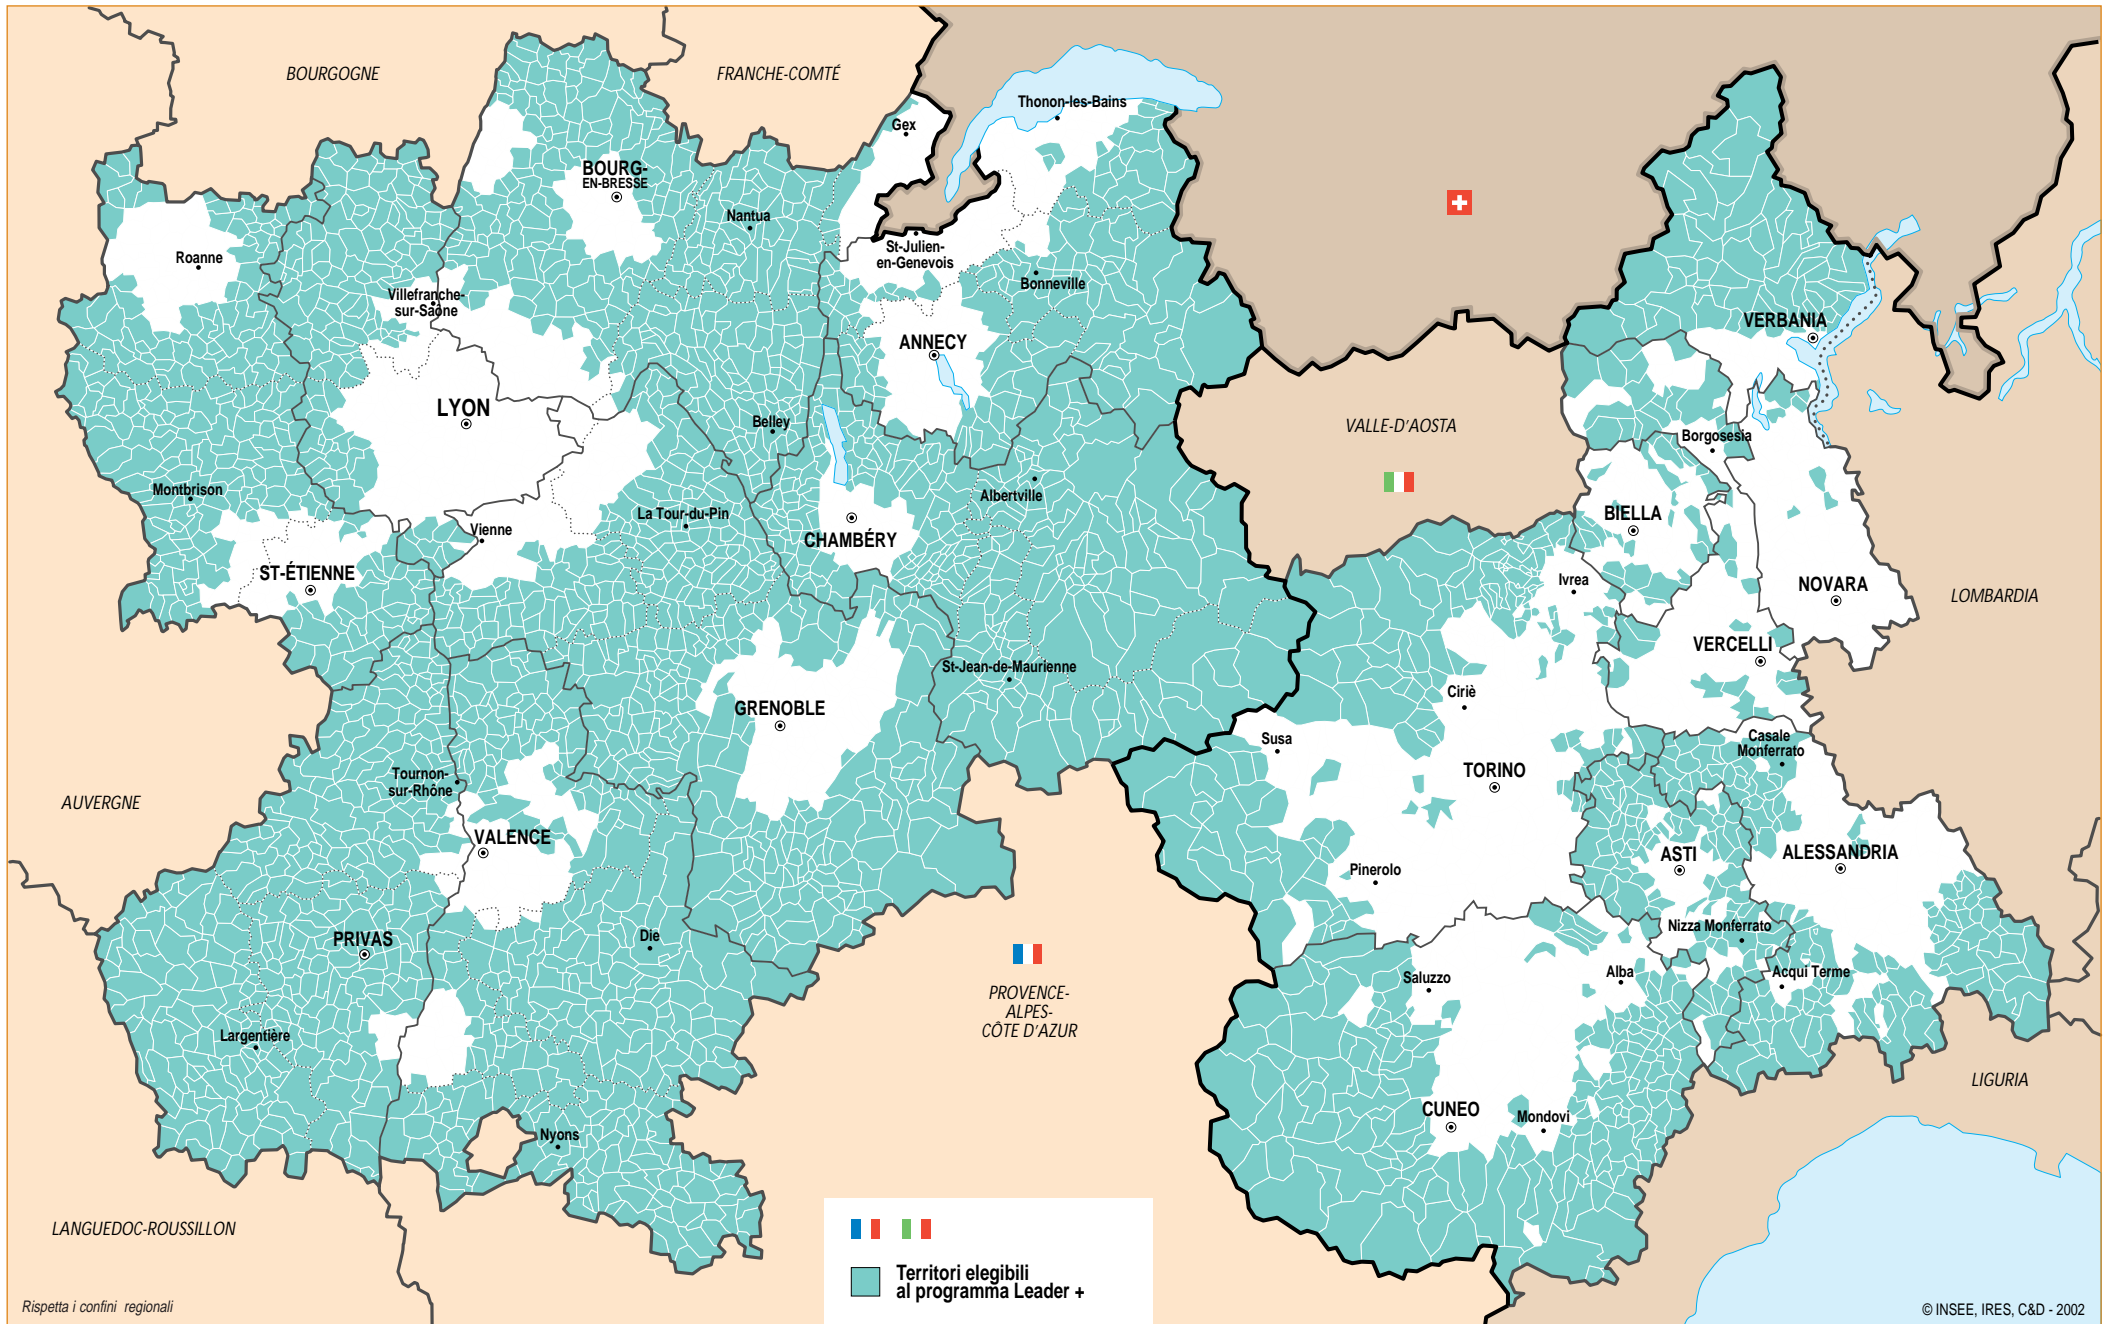 BOURGOGNE
FRANCHE-COMTÉ
Thonon-les-Bains
Gex
BOURG-
EN-BRESSE
Nantua
Roanne
St-Julien-
en-Genevois
Bonneville
Villefranche-
sur-Saône
VERBANIA
ANNECY
LYON
Belley
VALLE-D'AOSTA
Borgosesia
Montbrison
Albertville
La Tour-du-Pin
Vienne
CHAMBÉRY
BIELLA
ST-ÉTIENNE
Ivrea
NOVARA
LOMBARDIA
VERCELLI
St-Jean-de-Maurienne
Ciriè
GRENOBLE
Susa
Casale
Monferrato
TORINO
Tournon-
sur-Rhône
AUVERGNE
VALENCE
ASTI
ALESSANDRIA
Pinerolo
Nizza Monferrato
PRIVAS
Die
Saluzzo
Alba
Acqui Terme
PROVENCE-
ALPES-
CÔTE D'AZUR
Largentière
LIGURIA
CUNEO
Mondovi
Nyons
LANGUEDOC-ROUSSILLON
Territori elegibili
al programma Leader +
Rispetta i confini regionali
© INSEE, IRES, C&D - 2002